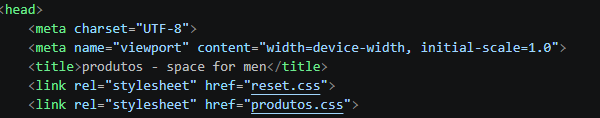 <head>
<meta charset="UTF-8">
<meta name="viewport" content="width=device-width, initial-scale=1.0">
<title>produtos - space for men</title>
<link rel="stylesheet" href="reset.css">
<link rel="stylesheet" href="produtos.css">